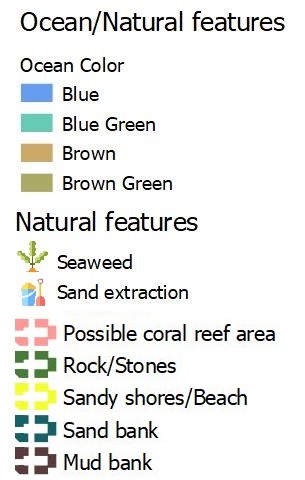 Ocean/Natural features
Ocean Color
Blue
Blue Green
Brown
Brown Green
Natural features
Seaweed
Sand extraction
Possible coral reef area
Rock/Stones
Sandy shores/Beach
Sand bank
Mud bank